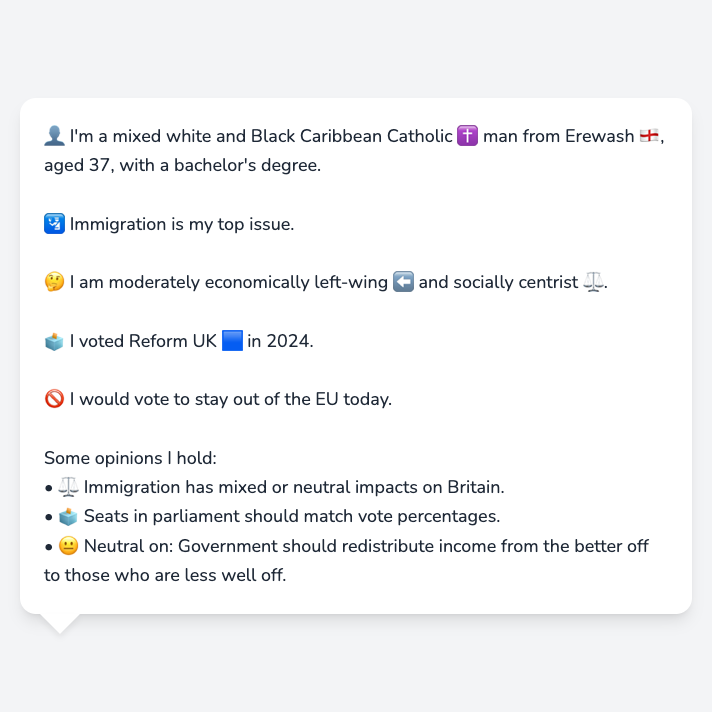 👤 I'm a mixed white and Black Caribbean Catholic ✝️ man from Erewash 🏴󠁧󠁢󠁥󠁮󠁧󠁿,
aged 37, with a bachelor's degree.
🛂 Immigration is my top issue.
🤔 I am moderately economically left-wing ⬅️ and socially centrist ⚖️.
🗳️ I voted Reform UK 🟦 in 2024.
🚫 I would vote to stay out of the EU today.
Some opinions I hold:
• ⚖️ Immigration has mixed or neutral impacts on Britain.
• 🗳️ Seats in parliament should match vote percentages.
• 😐 Neutral on: Government should redistribute income from the better off
to those who are less well off.